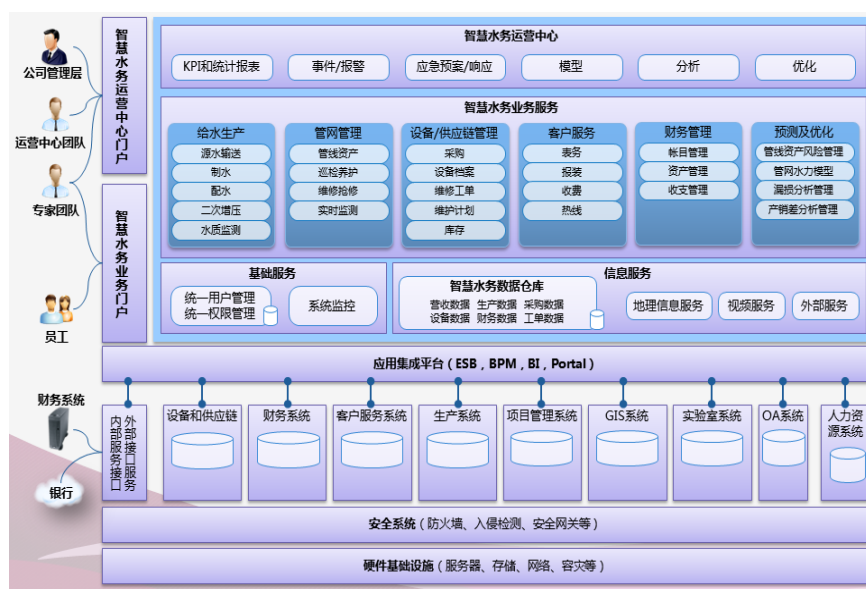 公司管理层
运营中心团队
专家团队
员工
智慧水务运营中心门户
智慧水务业务门户
智慧水务运营中心
KPI和统计报表
事件/报警
应急预案/响应
模型
分析
优化
智慧水务业务服务
给水生产
源水输送
制水
配水
二次增压
水质监测
管网管理
管线资产
巡检养护
维修抢修
实时监测
设备/供应链管理
采购
设备档案
维修工单
维护计划
库存
客户服务
表务
报装
收费
热线
财务管理
帐目管理
资产管理
收支管理
预测及优化
管线资产风险管理
管网水力模型
漏损分析管理
产销差分析管理
基础服务
统一用户管理
统一权限管理
系统监控
信息服务
智慧水务数据仓库
营收数据 生产数据 采购数据
设备数据 财务数据 工单数据
地理信息服务
视频服务
外部服务
应用集成平台（ESB，BPM，BI，Portal）
财务系统
银行
外部接口服务
内部服务接口
设备和供应链
财务系统
客户服务系统
生产系统
项目管理系统
GIS系统
实验室系统
OA系统
人力资
源系统
安全系统（防火墙、入侵检测、安全网关等）
硬件基础设施（服务器、存储、网络、容灾等）